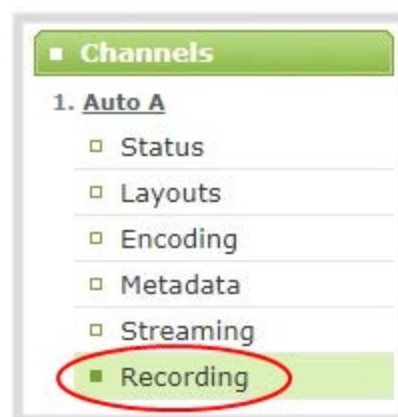 Channels
1. Auto A
Status
Layouts
Encoding
Metadata
Streaming
Recording